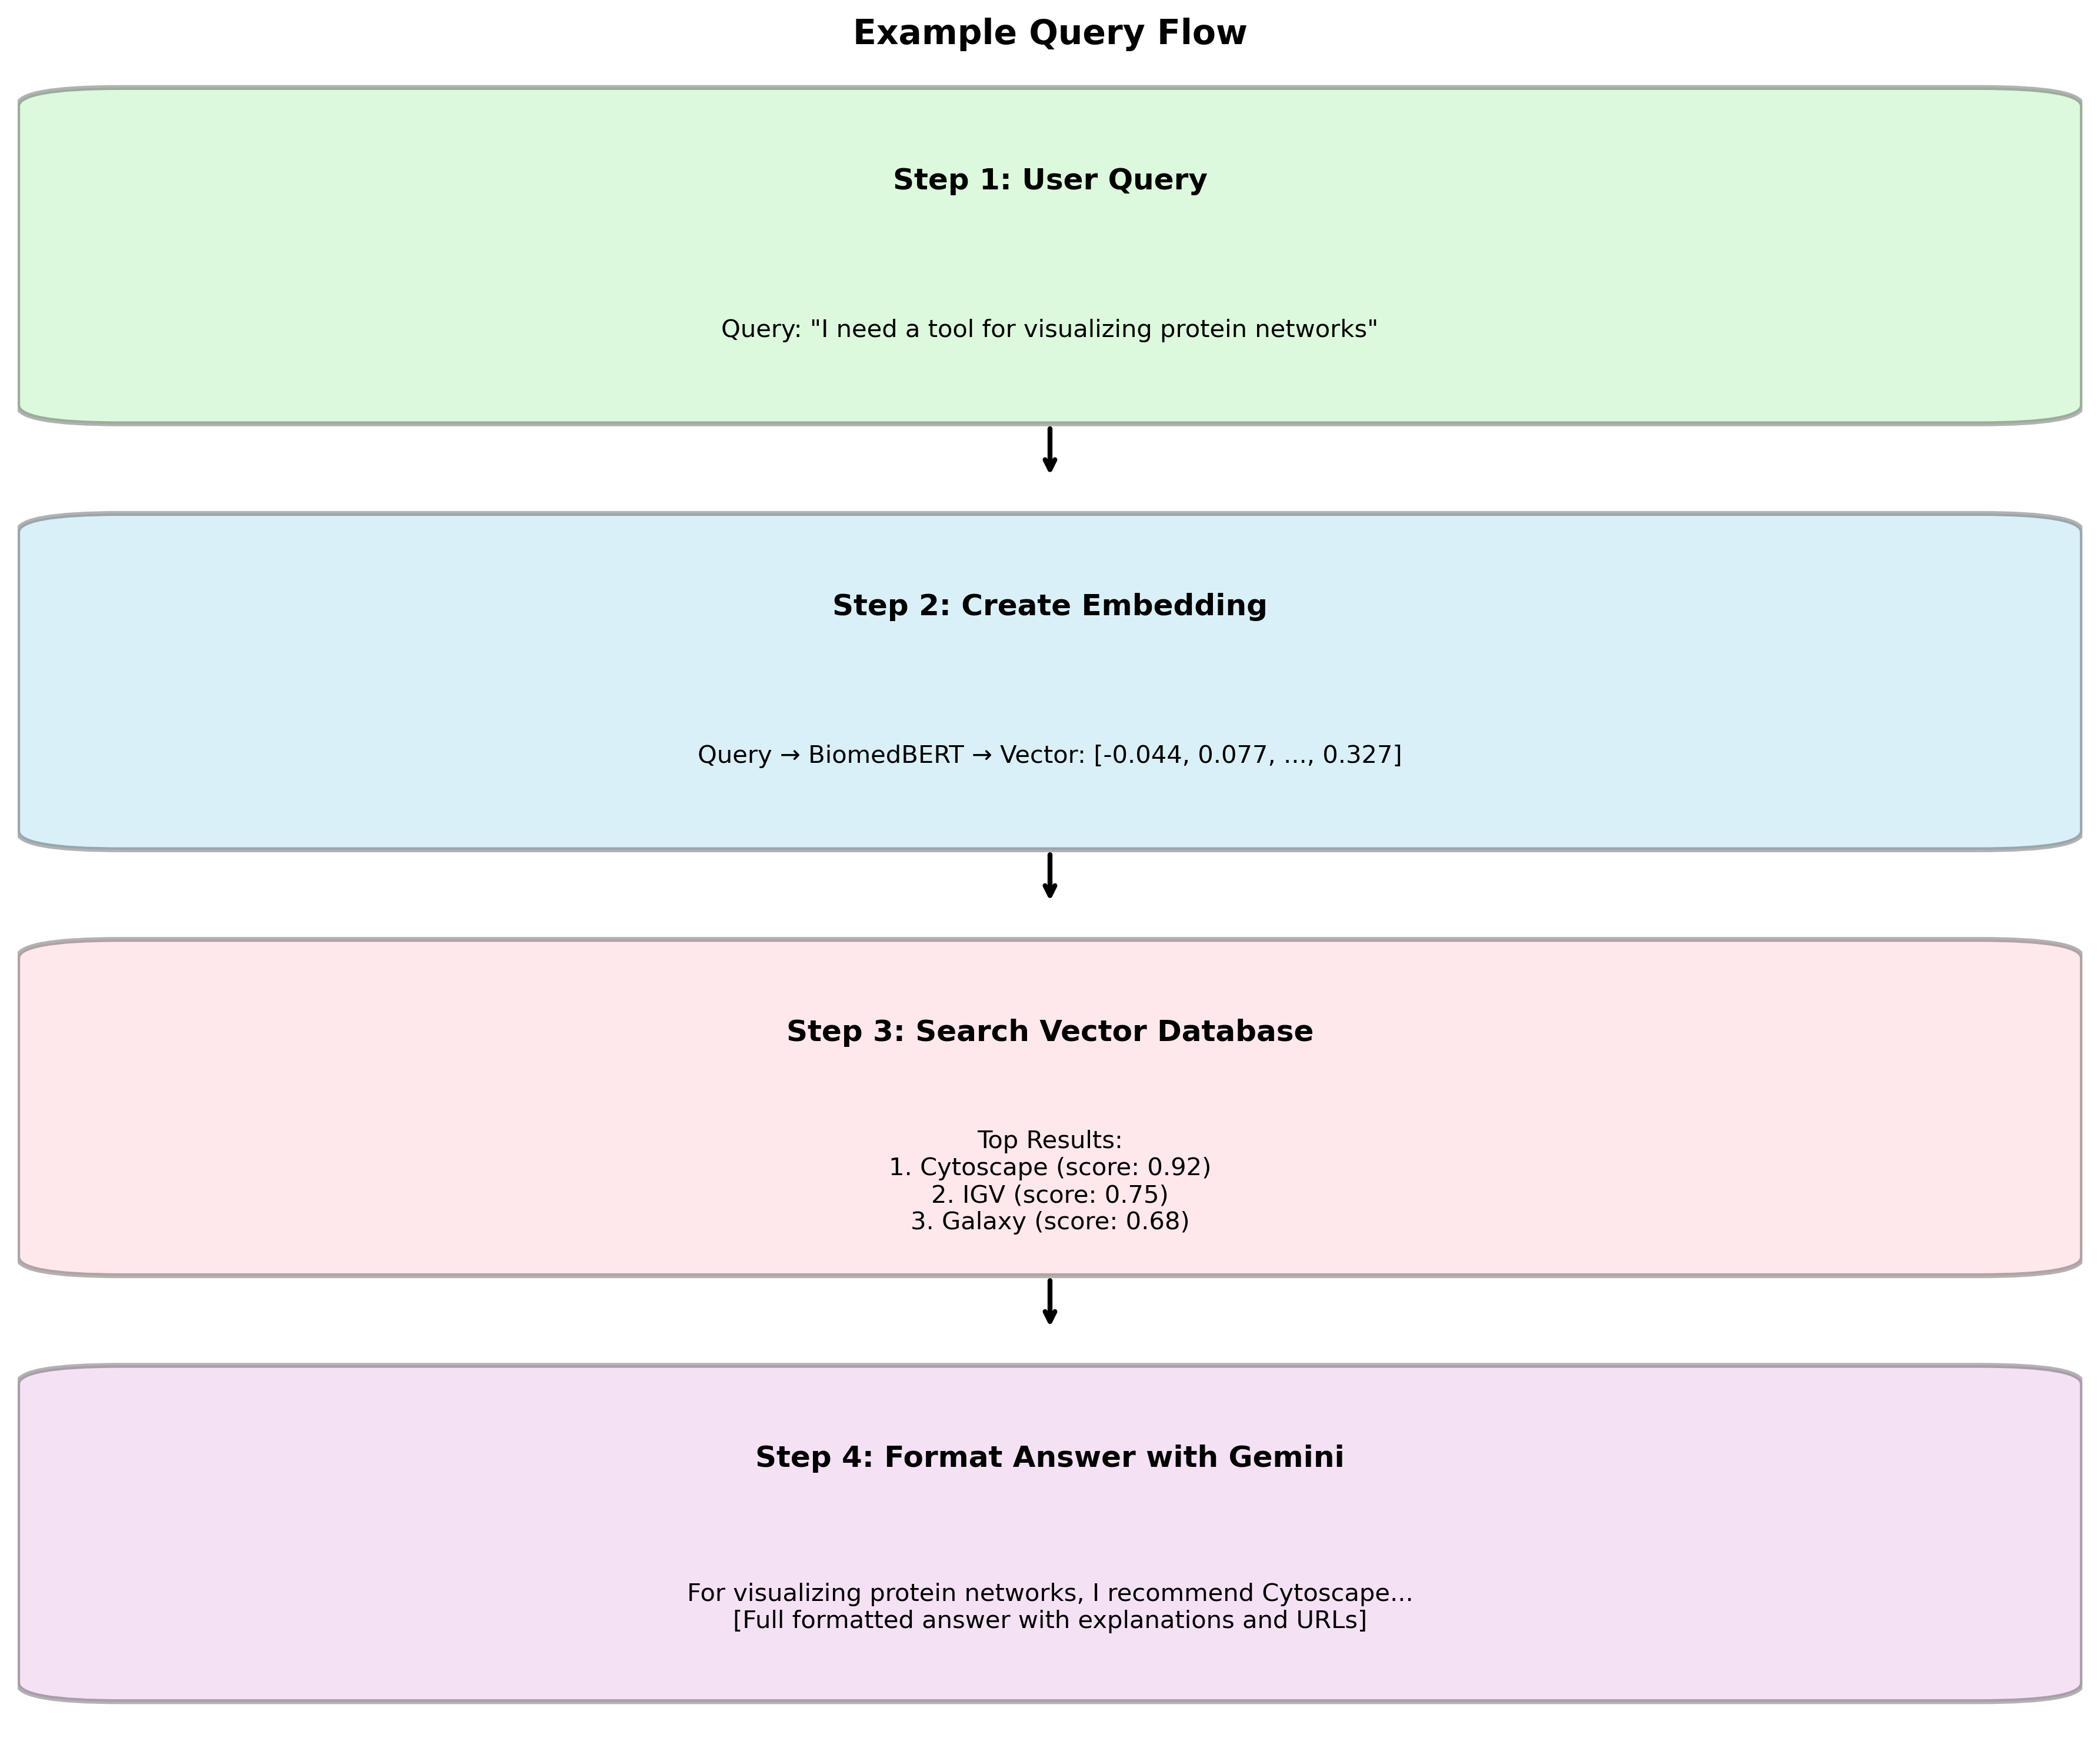 Example Query Flow
Step 1: User Query
Query: "I need a tool for visualizing protein networks"
Step 2: Create Embedding
Query → BiomedBERT → Vector: [-0.044, 0.077, ..., 0.327]
Step 3: Search Vector Database
Top Results:
1. Cytoscape (score: 0.92)
2. IGV (score: 0.75)
3. Galaxy (score: 0.68)
Step 4: Format Answer with Gemini
For visualizing protein networks, I recommend Cytoscape...
[Full formatted answer with explanations and URLs]